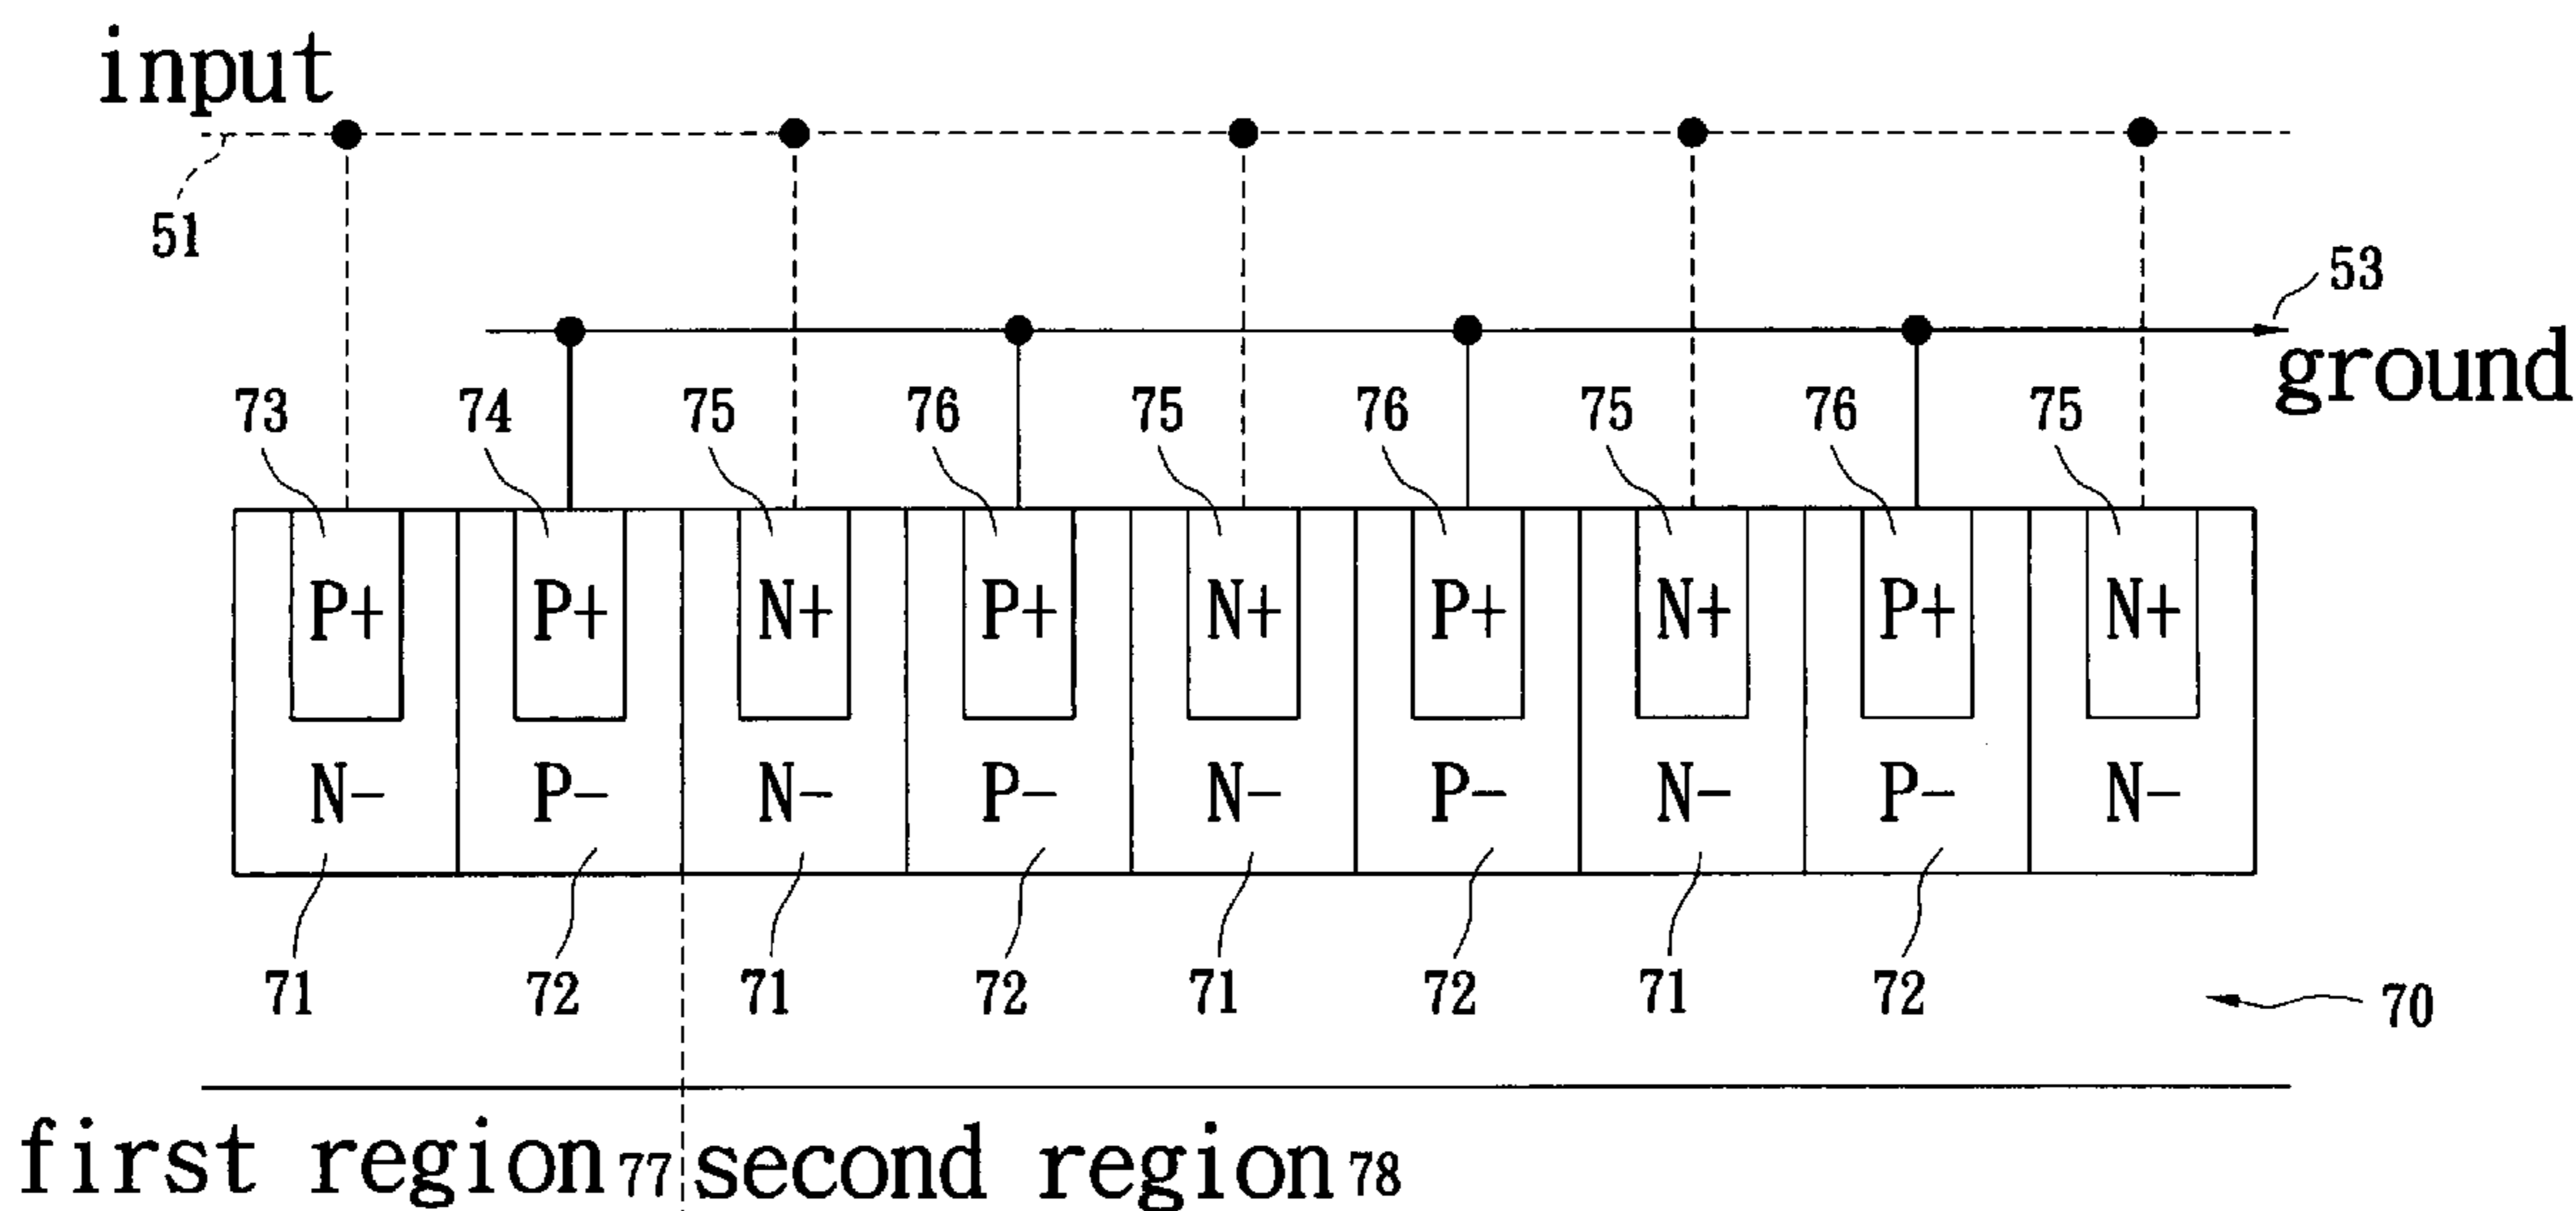 input
51
53
ground
73 74 75 76 75 76 75 76 75
P+ P+ N+ P+ N+ P+ N+ P+ N+
N- P- N- P- N- P- N- P- N-
71 72 71 72 71 72 71 72
70
first region 77 second region 78